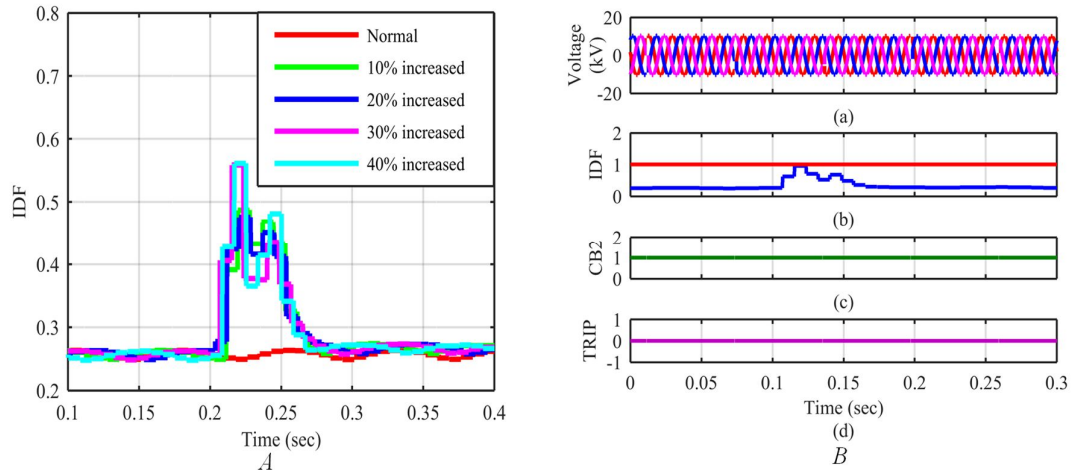 0.8
0.7
0.6
0.5
0.4
0.3
0.2
IDF
Normal
10% increased
20% increased
30% increased
40% increased
0.1 0.15 0.2 0.25 0.3 0.35 0.4
Time (sec)
A
20
0
-20
Voltage
(kV)
(a)
2
1
0
IDF
(b)
2
1
0
CB2
(c)
1
0
-1
TRIP
0 0.05 0.1 0.15 0.2 0.25 0.3
Time (sec)
(d)
B